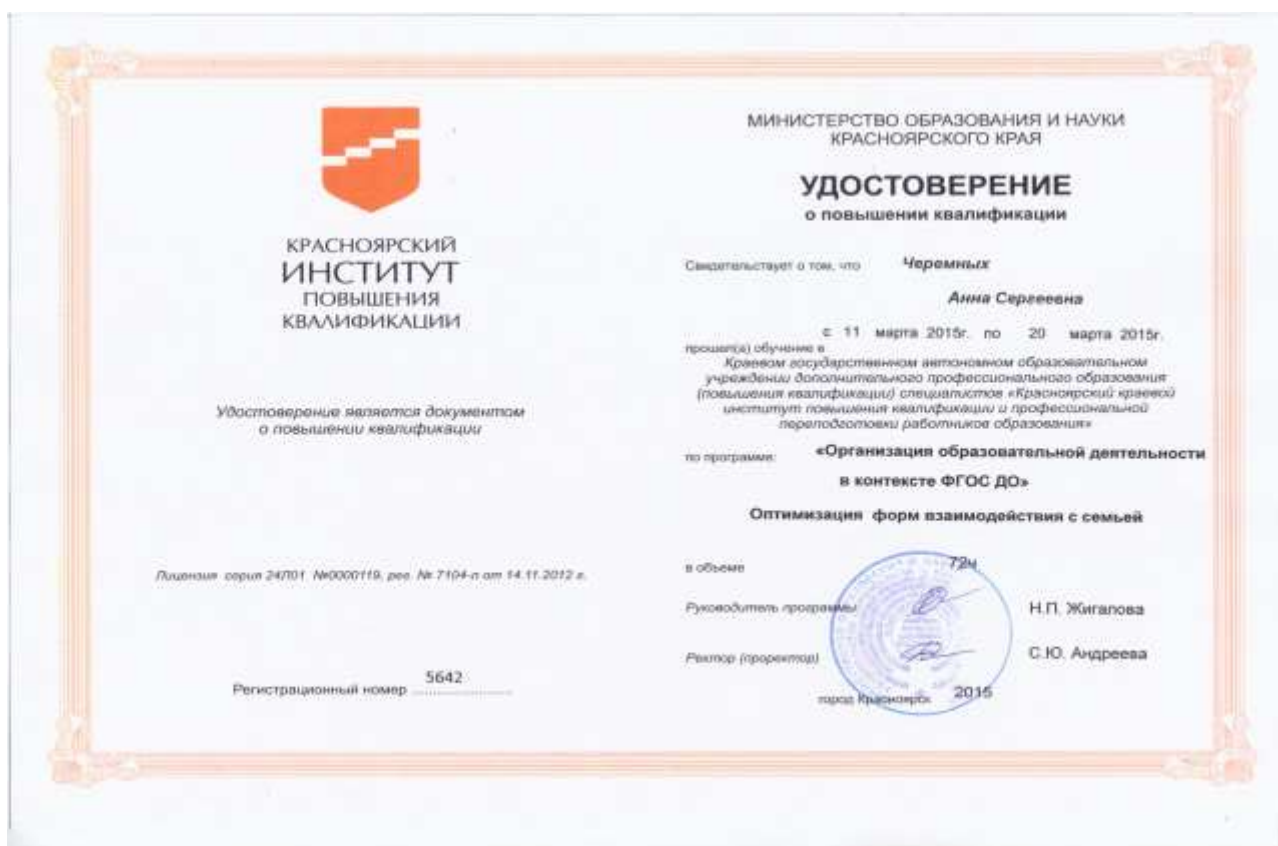 КРАСНОЯРСКИЙ
ИНСТИТУТ
ПОВЫШЕНИЯ
КВАЛИФИКАЦИИ
Удостоверение является документом
о повышении квалификации
Лицензия серия 24Л01 №0000119, рег. № 7104-л от 14.11.2012 г.
Регистрационный номер 5642
МИНИСТЕРСТВО ОБРАЗОВАНИЯ И НАУКИ
КРАСНОЯРСКОГО КРАЯ
УДОСТОВЕРЕНИЕ
о повышении квалификации
Свидетельствует о том, что Черемных
Анна Сергеевна
с 11 марта 2015г. по 20 марта 2015г.
прошел(а) обучение в
Краевом государственном автономном образовательном
учреждении дополнительного профессионального образования
(повышения квалификации) специалистов «Красноярский краевой
институт повышения квалификации и профессиональной
переподготовки работников образования»
по программе: «Организация образовательной деятельности
в контексте ФГОС ДО»
Оптимизация форм взаимодействия с семьей
в объеме 72ч
Руководитель программы Н.П. Жигалова
Ректор (проректор) С.Ю. Андреева
город Красноярск 2015